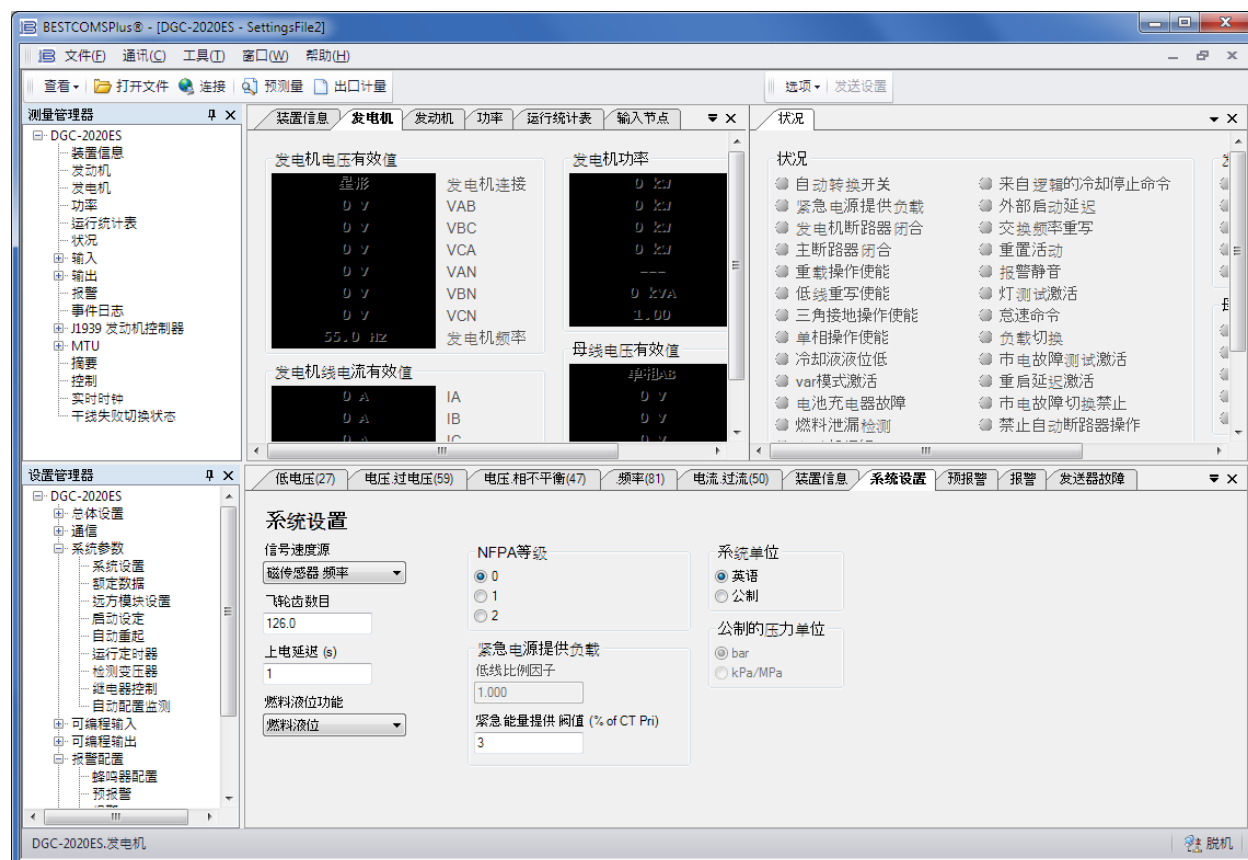 BESTCOMSPlus® - [DGC-2020ES - SettingsFile2]
文件(F) 通讯(C) 工具(T) 窗口(W) 帮助(H)
查看 打开文件 连接 预测量 出口计量 选项 发送设置
测量管理器
DGC-2020ES
装置信息
发动机
发电机
功率
运行统计表
状况
输入
输出
报警
事件日志
J1939 发动机控制器
MTU
摘要
控制
实时时钟
干线失败切换状态
装置信息 发电机 发动机 功率 运行统计表 输入节点
发电机电压有效值
星形 发电机连接
0 V VAB
0 V VBC
0 V VCA
0 V VAN
0 V VBN
0 V VCN
55.0 Hz 发电机频率
发电机线电流有效值
0 A IA
0 A IB
0 A IC
发电机功率
0 kW
0 kW
0 kW
0 kW
---
0 kVA
1.00
母线电压有效值
单相AB
0 V
0 V
0 V
状况
状况
自动转换开关 来自逻辑的冷却停止命令
紧急电源提供负载 外部启动延迟
发电机断路器闭合 交换频率重写
主断路器闭合 重置活动
重载操作使能 报警静音
低线重写使能 灯测试激活
三角接地操作使能 怠速命令
单相操作使能 负载切换
冷却液液位低 市电故障测试激活
var模式激活 重启延迟激活
电池充电器故障 市电故障切换禁止
燃料泄漏检测 禁止自动断路器操作
设置管理器
DGC-2020ES
总体设置
通信
系统参数
系统设置
额定数据
远方模块设置
启动设定
自动重起
运行定时器
检测变压器
继电器控制
自动配置监测
可编程输入
可编程输出
报警配置
蜂鸣器配置
预报警
低电压(27) 电压.过电压(59) 电压.相不平衡(47) .频率(81) 电流.过流(50) 装置信息 系统设置 预报警 报警 发送器故障
系统设置
信号速度源
磁传感器 频率
飞轮齿数目
126.0
上电延迟 (s)
1
燃料液位功能
燃料液位
NFPA等级
0
1
2
紧急电源提供负载
低线比例因子
1.000
紧急能量提供 阀值 (% of CT Pri)
3
系统单位
英语
公制
公制的压力单位
bar
kPa/MPa
DGC-2020ES.发电机 脱机